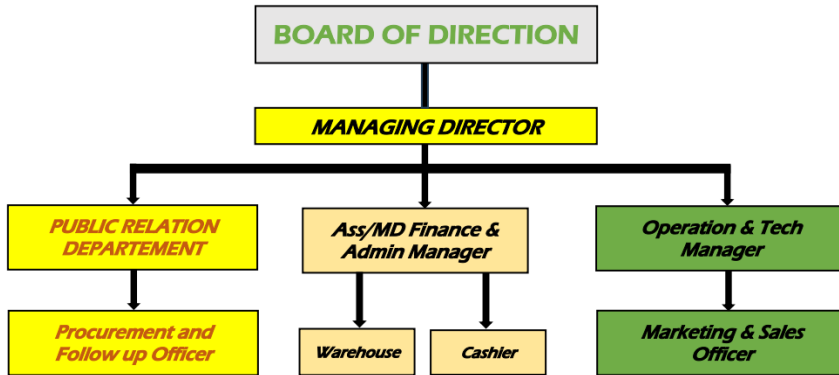 BOARD OF DIRECTION
MANAGING DIRECTOR
PUBLIC RELATION
DEPARTEMENT
Ass/MD Finance &
Admin Manager
Operation & Tech
Manager
Procurement and
Follow up Officer
Warehouse
Cashier
Marketing & Sales
Officer